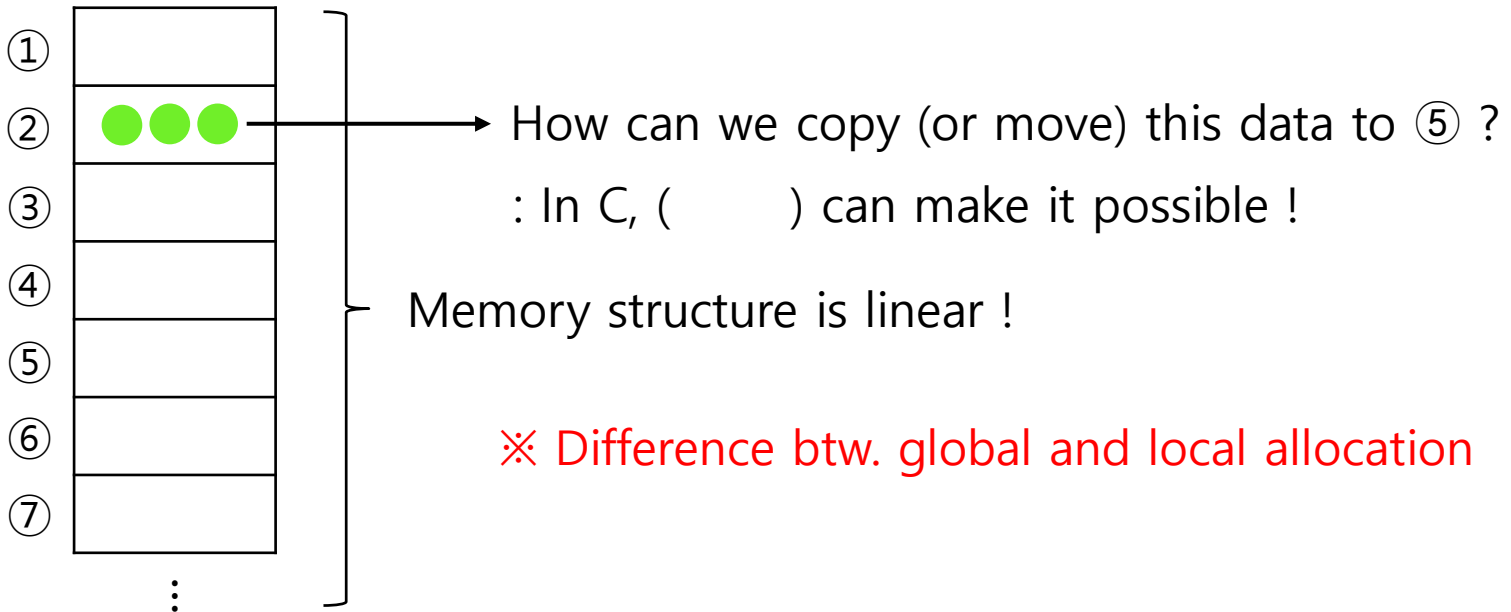 ①
②
③
④
⑤
⑥
⑦
⋮
How can we copy (or move) this data to ⑤ ?
: In C, (        ) can make it possible !
Memory structure is linear !
※ Difference btw. global and local allocation